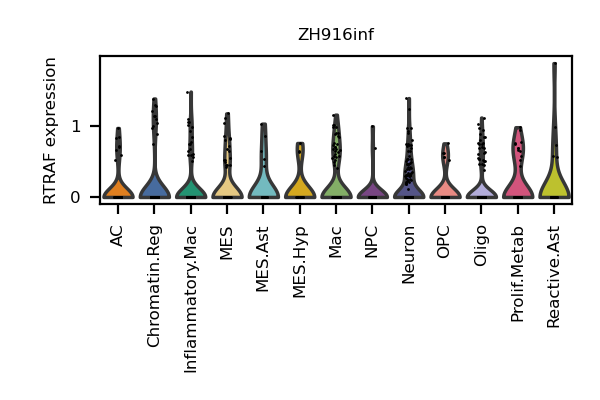 ZH916inf
RTRAF expression
1
0
AC
Chromatin.Reg
Inflammatory.Mac
MES
MES.Ast
MES.Hyp
Mac
NPC
Neuron
OPC
Oligo
Prolif.Metab
Reactive.Ast